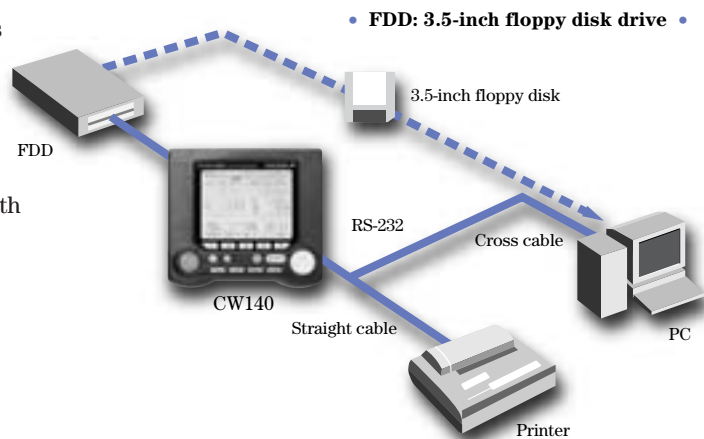 • FDD: 3.5-inch floppy disk drive •
s
3.5-inch floppy disk
FDD
th
RS-232
Cross cable
CW140
Straight cable
PC
Printer